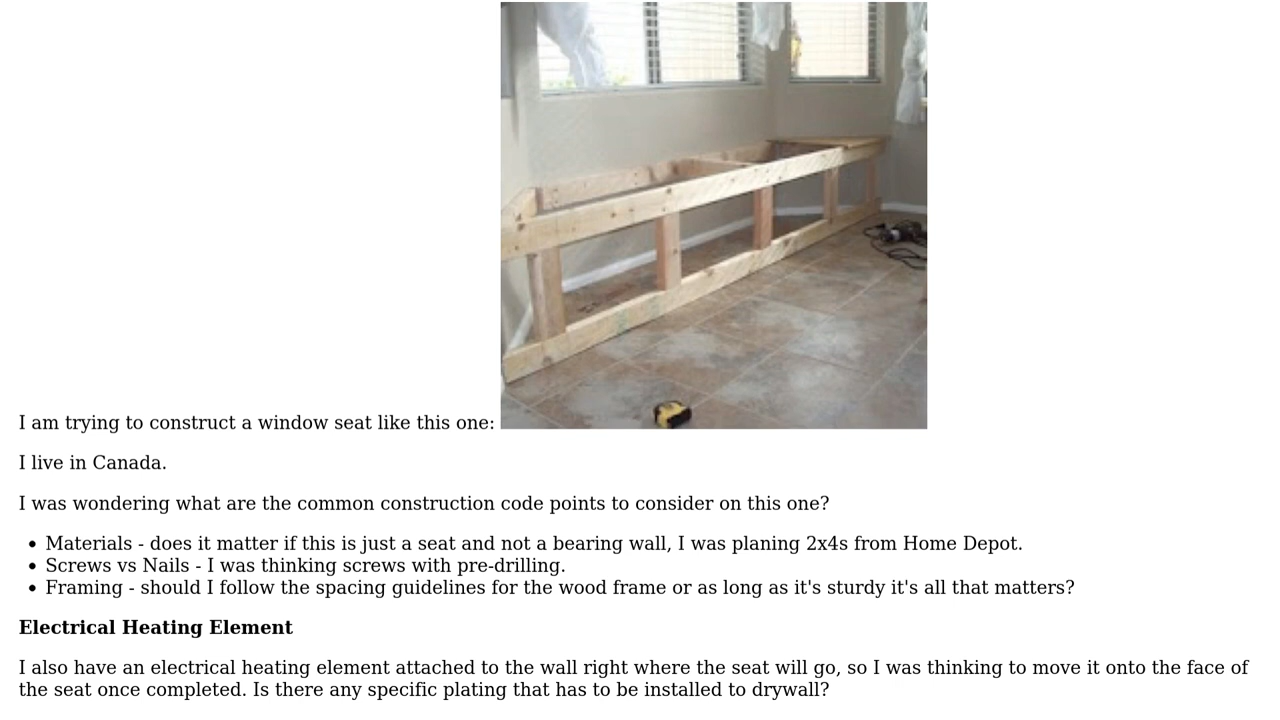 I am trying to construct a window seat like this one:
I live in Canada.
I was wondering what are the common construction code points to consider on this one?
• Materials - does it matter if this is just a seat and not a bearing wall, I was planing 2x4s from Home Depot.
• Screws vs Nails - I was thinking screws with pre-drilling.
• Framing - should I follow the spacing guidelines for the wood frame or as long as it's sturdy it's all that matters?
Electrical Heating Element
I also have an electrical heating element attached to the wall right where the seat will go, so I was thinking to move it onto the face of
the seat once completed. Is there any specific plating that has to be installed to drywall?